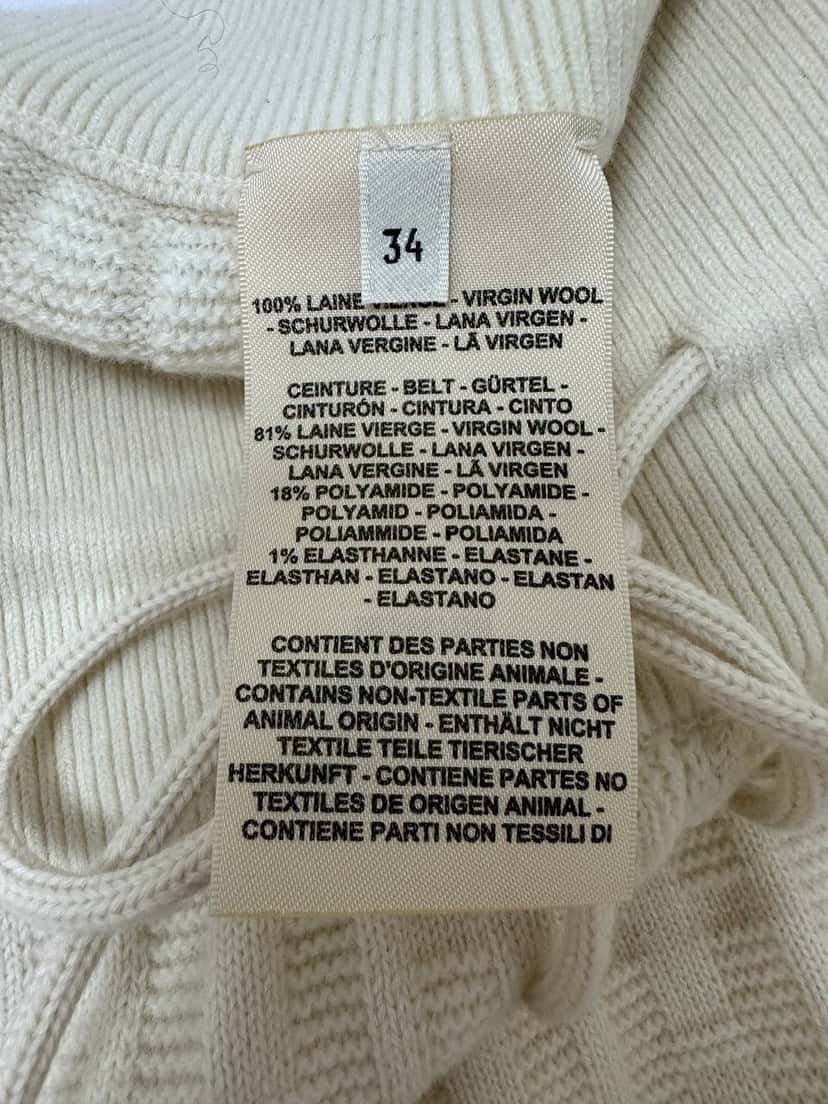 34
100% LAINE VIERGE - VIRGIN WOOL
- SCHURWOLLE - LANA VIRGEN -
LANA VERGINE - LÃ VIRGEN
CEINTURE - BELT - GÜRTEL -
CINTURÓN - CINTURA - CINTO
81% LAINE VIERGE - VIRGIN WOOL -
SCHURWOLLE - LANA VIRGEN -
LANA VERGINE - LÃ VIRGEN
18% POLYAMIDE - POLYAMIDE -
POLYAMID - POLIAMIDA -
POLIAMMIDE - POLIAMIDA
1% ELASTHANNE - ELASTANE -
ELASTHAN - ELASTANO - ELASTAN
- ELASTANO
CONTIENT DES PARTIES NON
TEXTILES D'ORIGINE ANIMALE -
CONTAINS NON-TEXTILE PARTS OF
ANIMAL ORIGIN - ENTHÄLT NICHT
TEXTILE TEILE TIERISCHER
HERKUNFT - CONTIENE PARTES NO
TEXTILES DE ORIGEN ANIMAL -
CONTIENE PARTI NON TESSILI DI